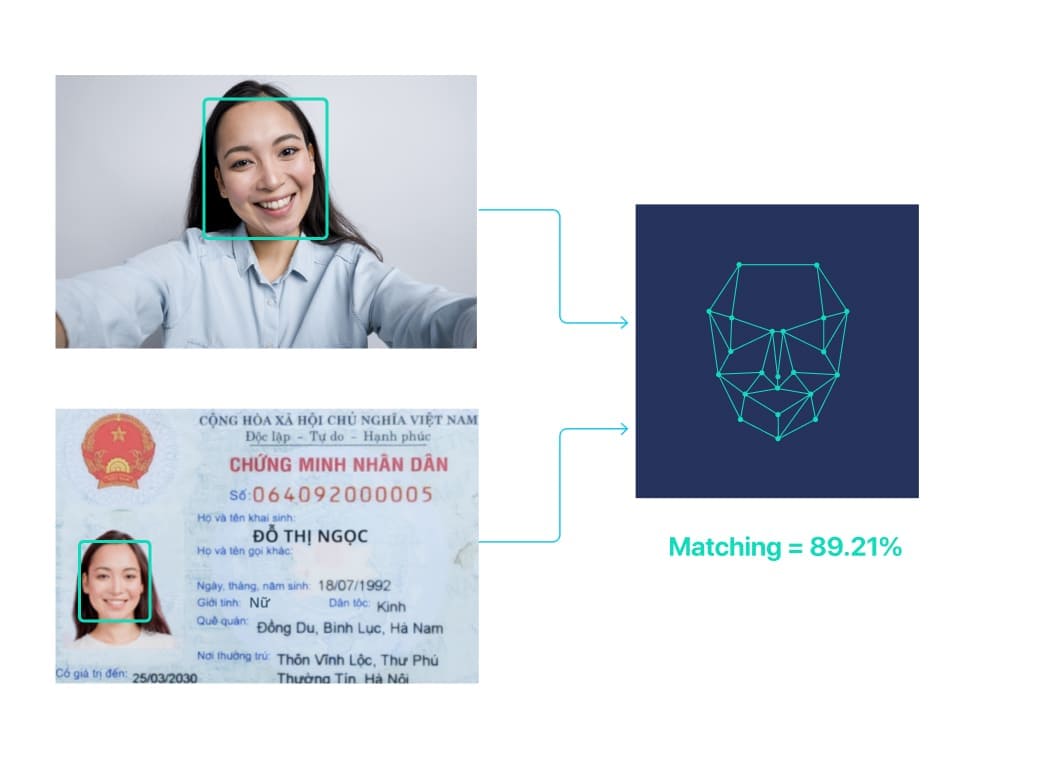 CỘNG HÒA XÃ HỘI CHỦ NGHĨA VIỆT NAM
Độc lập - Tự do - Hạnh phúc
CHỨNG MINH NHÂN DÂN
Số: 064092000005
Họ và tên khai sinh:
ĐỖ THỊ NGỌC
Họ và tên gọi khác:
Ngày, tháng, năm sinh: 18/07/1992
Giới tính: Nữ Dân tộc: Kinh
Quê quán: Đồng Du, Bình Lục, Hà Nam
Nơi thường trú: Thôn Vĩnh Lộc, Thư Phú
Thường Tín, Hà Nội
Có giá trị đến: 25/03/2030
Matching = 89.21%